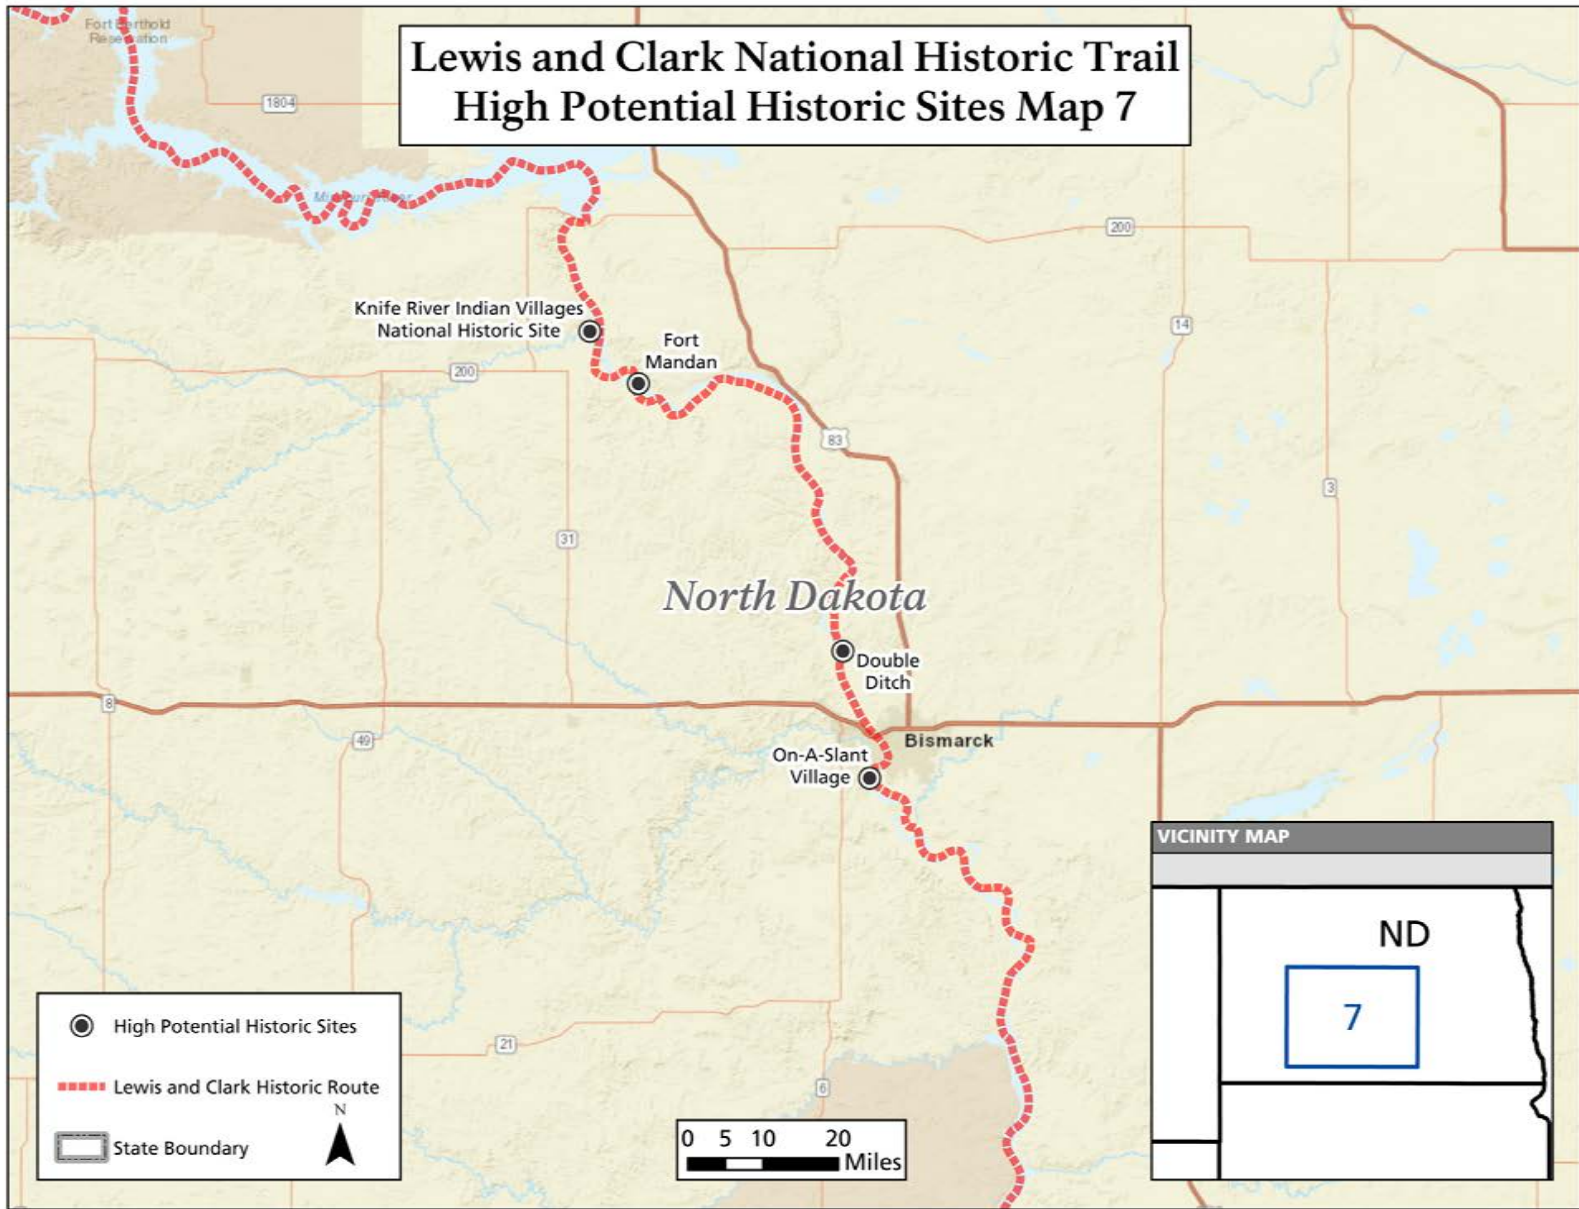 Fort Berthold
Reservation
Lewis and Clark National Historic Trail
High Potential Historic Sites Map 7
1804
Missouri River
200
Knife River Indian Villages
National Historic Site
14
Fort
Mandan
200
83
3
31
North Dakota
Double
Ditch
8
49
Bismarck
On-A-Slant
Village
VICINITY MAP
ND
7
High Potential Historic Sites
Lewis and Clark Historic Route
N
State Boundary
21
6
0 5 10 20
Miles